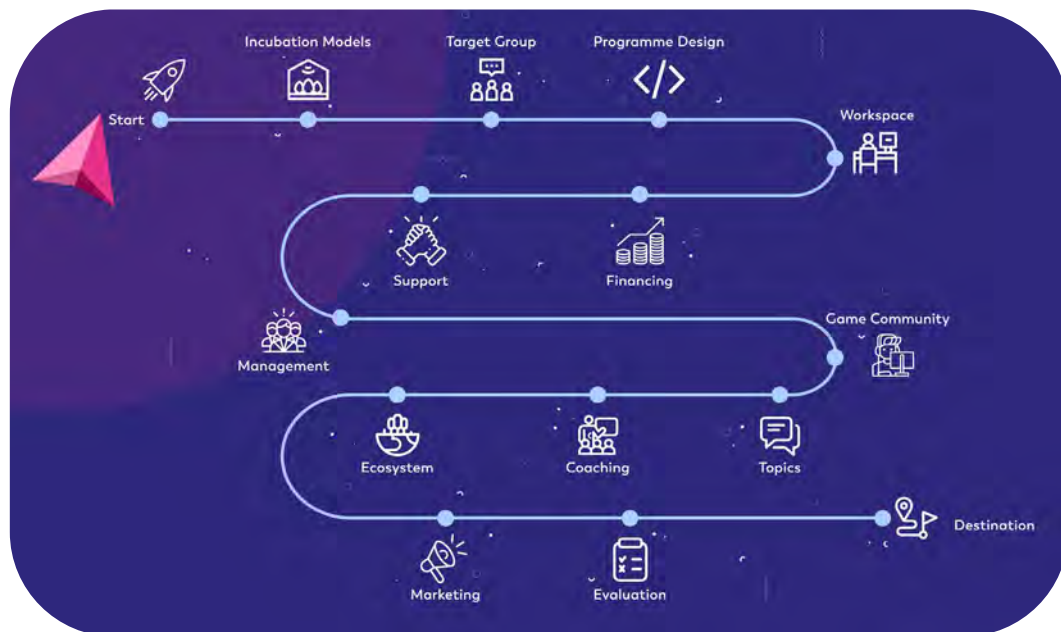 Incubation Models
Target Group
Programme Design
Start
Workspace
Support
Financing
Game Community
Management
Ecosystem
Coaching
Topics
Destination
Marketing
Evaluation